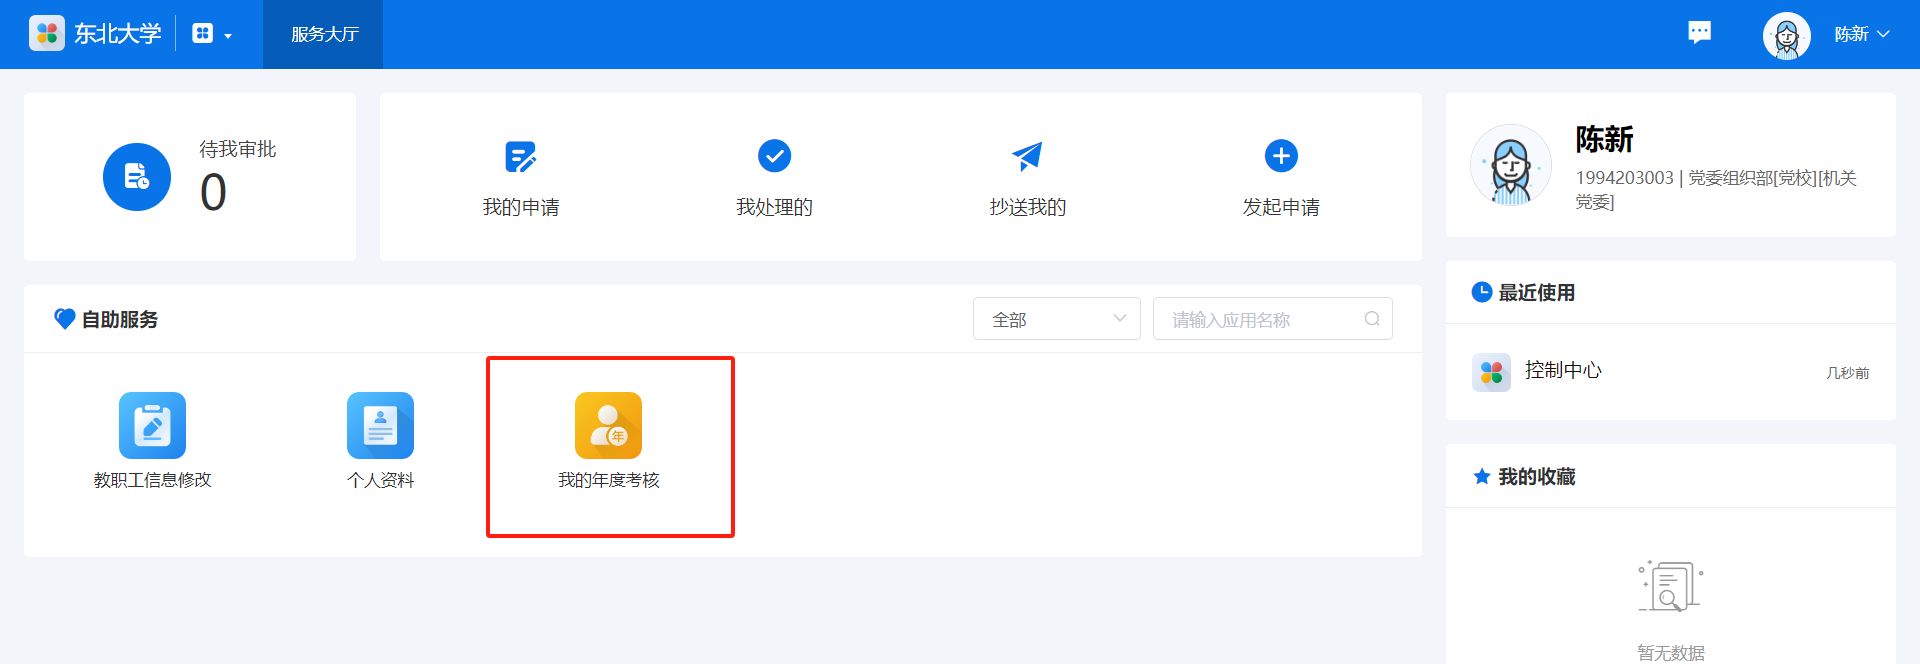 东北大学
服务大厅
陈新
待我审批
0
我的申请
我处理的
抄送我的
发起申请
陈新
1994203003 | 党委组织部[党校][机关
党委]
自助服务
全部
请输入应用名称
教职工信息修改
个人资料
年
我的年度考核
最近使用
控制中心
几秒前
我的收藏
暂无数据